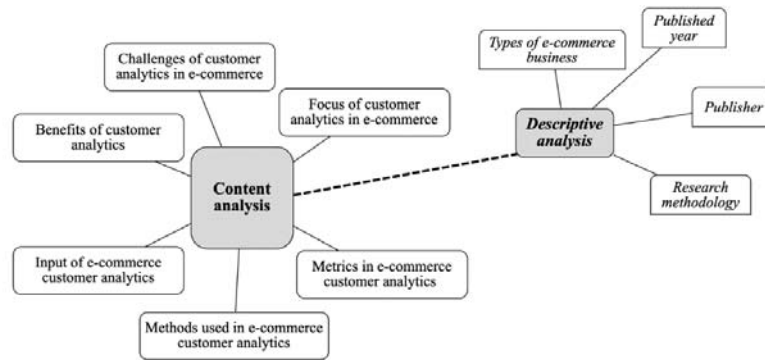 Challenges of customer
analytics in e-commerce
Focus of customer
analytics in e-commerce
Benefits of customer
analytics
Content
analysis
Input of e-commerce
customer analytics
Metrics in e-commerce
customer analytics
Methods used in e-commerce
customer analytics
Types of e-commerce
business
Published
year
Publisher
Descriptive
analysis
Research
methodology